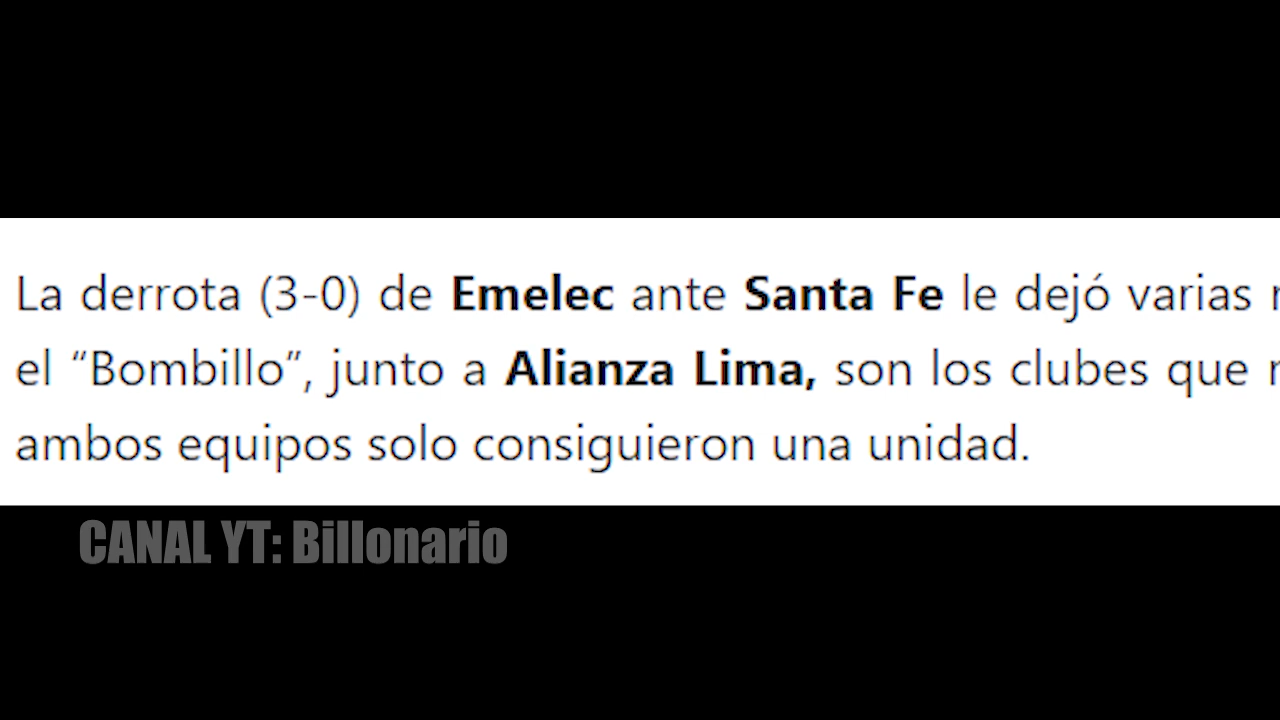 La derrota (3-0) de Emelec ante Santa Fe le dejó varias
el “Bombillo”, junto a Alianza Lima, son los clubes que
ambos equipos solo consiguieron una unidad.
CANAL YT: Billonario